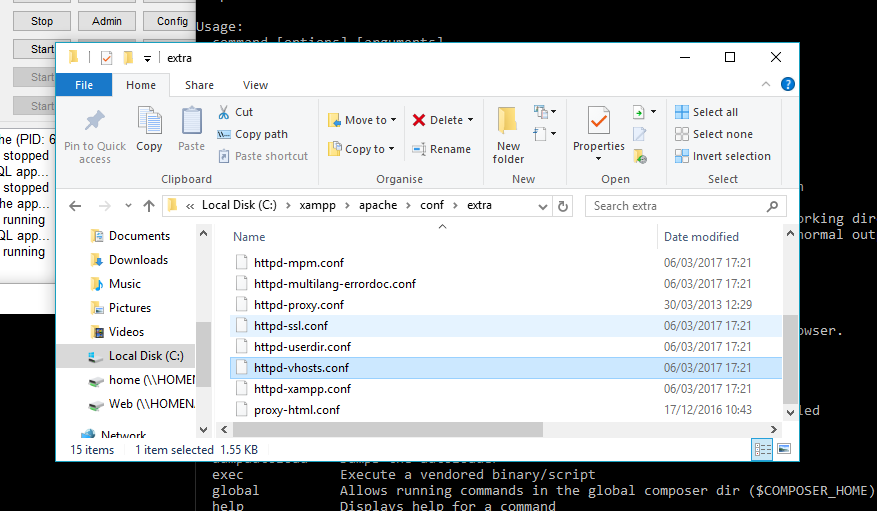 Usage:
Stop Admin Config
command [options] [arguments]
Start
extra
Start
File Home Share View
Start
Cut
Copy path
Paste shortcut
Pin to Quick access
Copy
Paste
Clipboard
Move to
Copy to
Delete
Rename
Organise
New folder
New
Properties
Open
Select all
Select none
Invert selection
Select
he (PID: 6
stopped
QL app...
stopped
he app...
running
QL app...
running
« Local Disk (C:) > xampp > apache > conf > extra
Search extra
orking dir
normal out
owser.
led
Documents
Downloads
Music
Pictures
Videos
Local Disk (C:)
home (\\HOMEN
Web (\\HOMENA
Network
Name Date modified
httpd-mpm.conf 06/03/2017 17:21
httpd-multilang-errordoc.conf 06/03/2017 17:21
httpd-proxy.conf 30/03/2013 12:29
httpd-ssl.conf 06/03/2017 17:21
httpd-userdir.conf 06/03/2017 17:21
httpd-vhosts.conf 06/03/2017 17:21
httpd-xampp.conf 06/03/2017 17:21
proxy-html.conf 17/12/2016 10:43
15 items 1 item selected 1.55 KB
exec Execute a vendored binary/script
global Allows running commands in the global composer dir ($COMPOSER_HOME)
help Displays help for a command